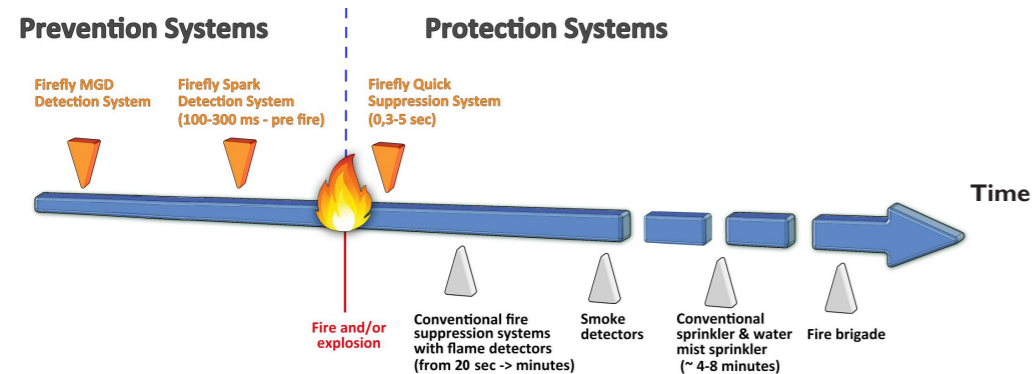 Prevention Systems
Protection Systems
Firefly MGD
Detection System
Firefly Spark
Detection System
(100-300 ms - pre fire)
Firefly Quick
Suppression System
(0,3-5 sec)
Time
Fire and/or
explosion
Conventional fire
suppression systems
with flame detectors
(from 20 sec -> minutes)
Smoke
detectors
Conventional
sprinkler & water
mist sprinkler
(~ 4-8 minutes)
Fire brigade